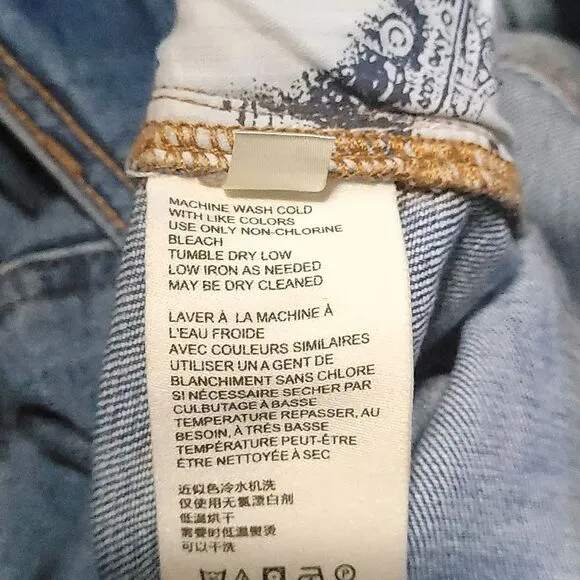 MACHINE WASH COLD
WITH LIKE COLORS
USE ONLY NON-CHLORINE
BLEACH
TUMBLE DRY LOW
LOW IRON AS NEEDED
MAY BE DRY CLEANED
LAVER À LA MACHINE À
L'EAU FROIDE
AVEC COULEURS SIMILAIRES
UTILISER UN AGENT DE
BLANCHIMENT SANS CHLORE
SI NÉCESSAIRE SECHER PAR
CULBUTAGE À BASSE
TEMPERATURE REPASSER, AU
BESOIN, À TRÈS BASSE
TEMPÉRATURE PEUT-ÉTRE
ÉTRE NETTOYÉE À SEC
近似色冷水机洗
仅使用无氯漂白剂
低温烘干
需要时低温熨烫
可以干洗